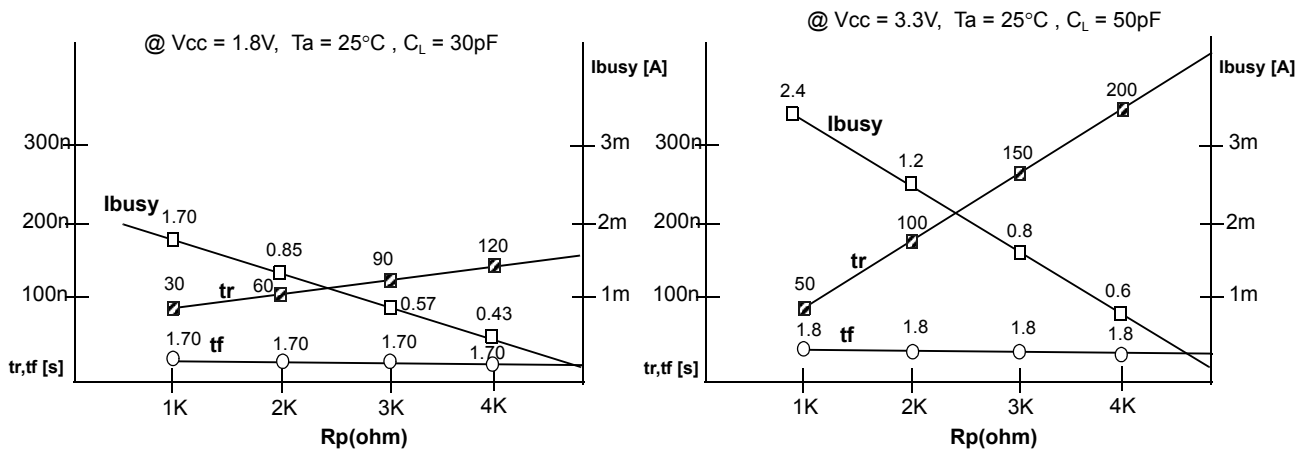 @ Vcc = 1.8V, Ta = 25°C , CL = 30pF
Ibusy [A]
300n
3m
200n
2m
100n
1m
Ibusy
1.70
0.85
0.57
0.43
tr
30
60
90
120
tf
1.70
1.70
1.70
1.70
tr,tf [s]
1K
2K
3K
4K
Rp(ohm)
@ Vcc = 3.3V, Ta = 25°C , CL = 50pF
Ibusy [A]
300n
3m
200n
2m
100n
1m
2.4
Ibusy
1.2
0.8
0.6
50
tr
100
150
200
1.8
tf
1.8
1.8
1.8
tr,tf [s]
1K
2K
3K
4K
Rp(ohm)